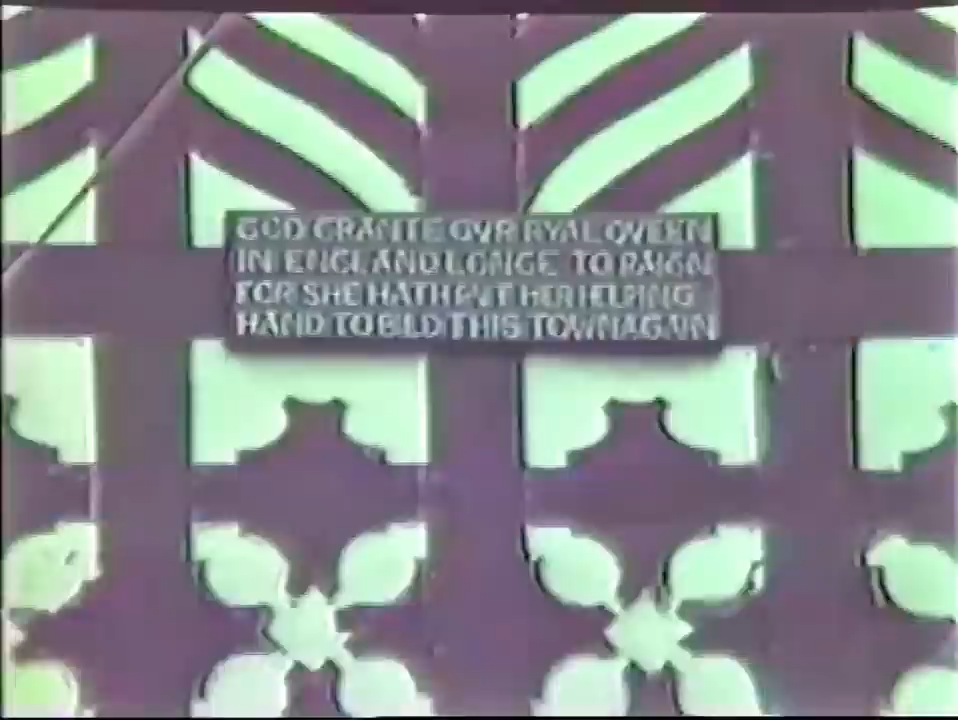 GOD GRANTE OVR RYAL QVEEN
IN ENGLAND LONGE TO RAIGN
FOR SHE HATH PVT HER HELPING
HAND TO BILD THIS TOWN AGAIN